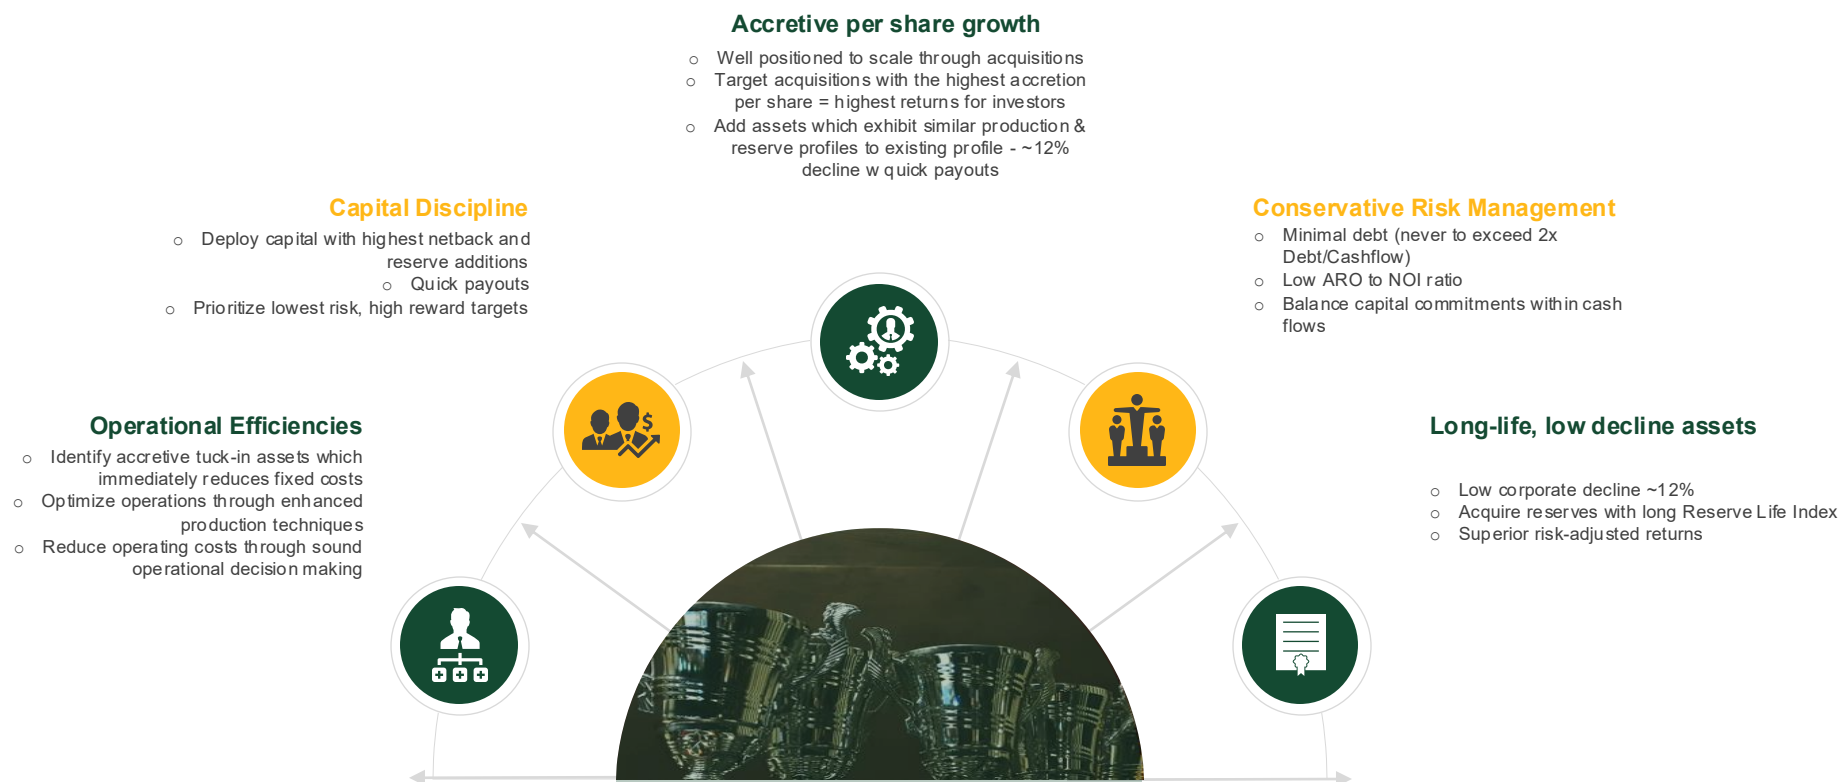 Accretive per share growth
○ Well positioned to scale through acquisitions
○ Target acquisitions with the highest accretion
per share = highest returns for investors
○ Add assets which exhibit similar production &
reserve profiles to existing profile - ~12%
decline w quick payouts
Capital Discipline
○ Deploy capital with highest netback and
reserve additions
○ Quick payouts
○ Prioritize lowest risk, high reward targets
Conservative Risk Management
○ Minimal debt (never to exceed 2x
Debt/Cashflow)
○ Low ARO to NOI ratio
○ Balance capital commitments within cash
flows
Operational Efficiencies
○ Identify accretive tuck-in assets which
immediately reduces fixed costs
○ Optimize operations through enhanced
production techniques
○ Reduce operating costs through sound
operational decision making
Long-life, low decline assets
○ Low corporate decline ~12%
○ Acquire reserves with long Reserve Life Index
○ Superior risk-adjusted returns
$